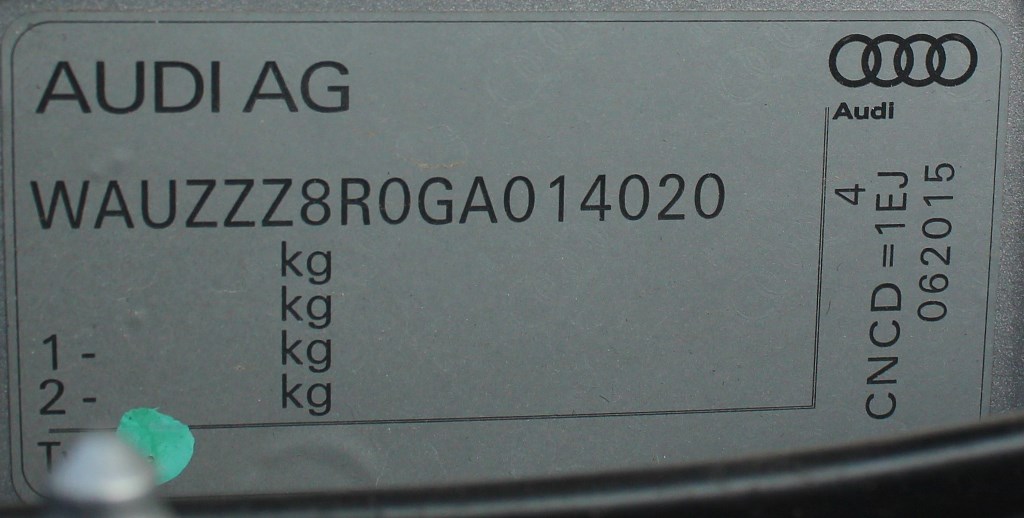 AUDI AG
Audi
WAUZZZ8R0GA014020
kg
kg
1 - kg
2 - kg
4
CNCD =1EJ
062015